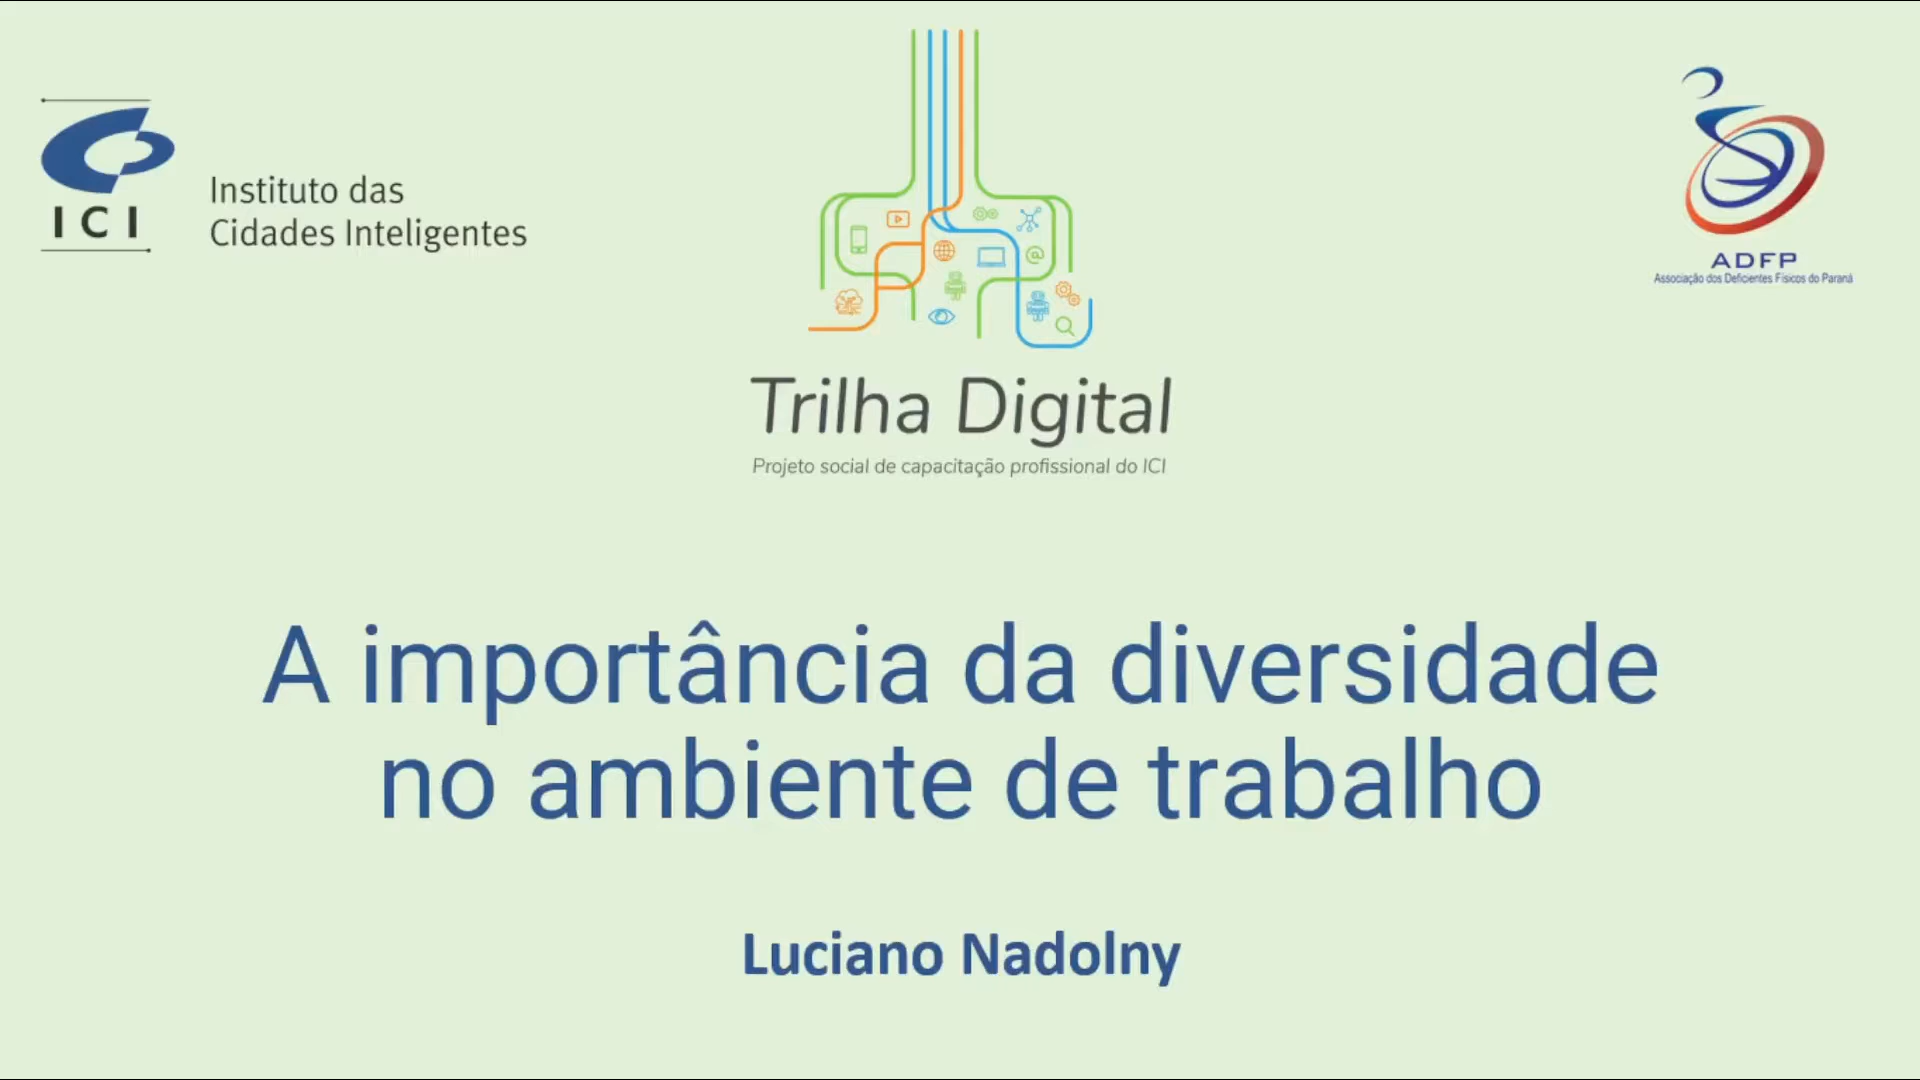 ICI
Instituto das
Cidades Inteligentes
ADFP
Associação dos Deficientes Físicos do Paraná
Trilha Digital
Projeto social de capacitação profissional do ICI
A importância da diversidade
no ambiente de trabalho
Luciano Nadolny